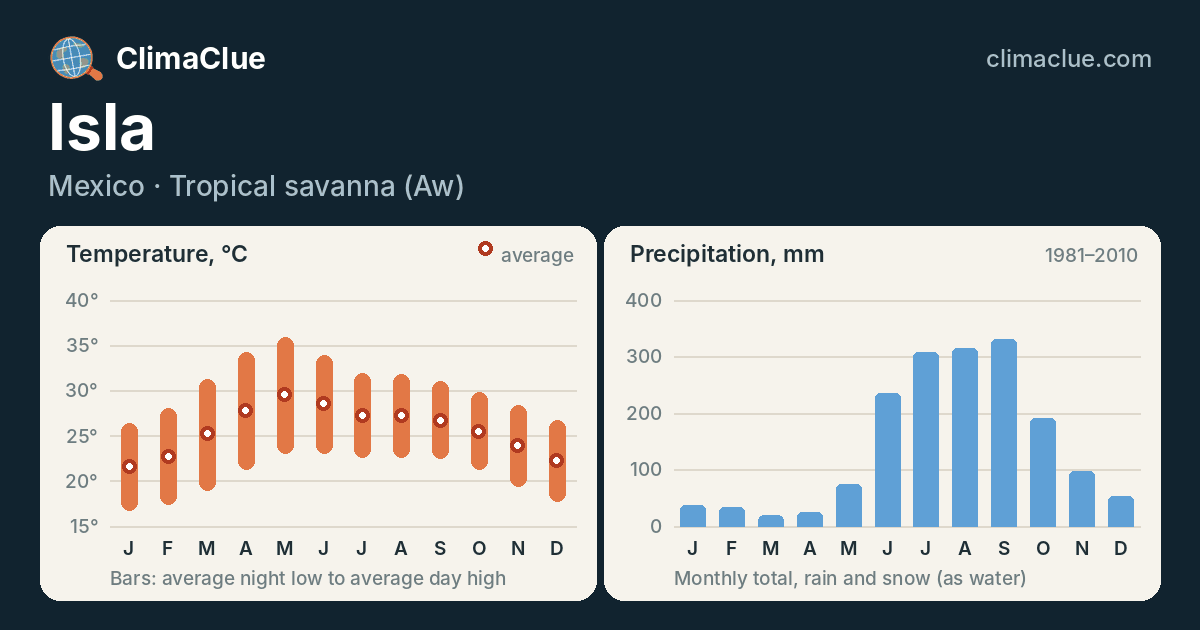 ClimaClue
climaclue.com
Isla
Mexico · Tropical savanna (Aw)
Temperature, °C
average
40°
35°
30°
25°
20°
15°
J F M A M J J A S O N D
Bars: average night low to average day high
Precipitation, mm
1981–2010
400
300
200
100
0
J F M A M J J A S O N D
Monthly total, rain and snow (as water)